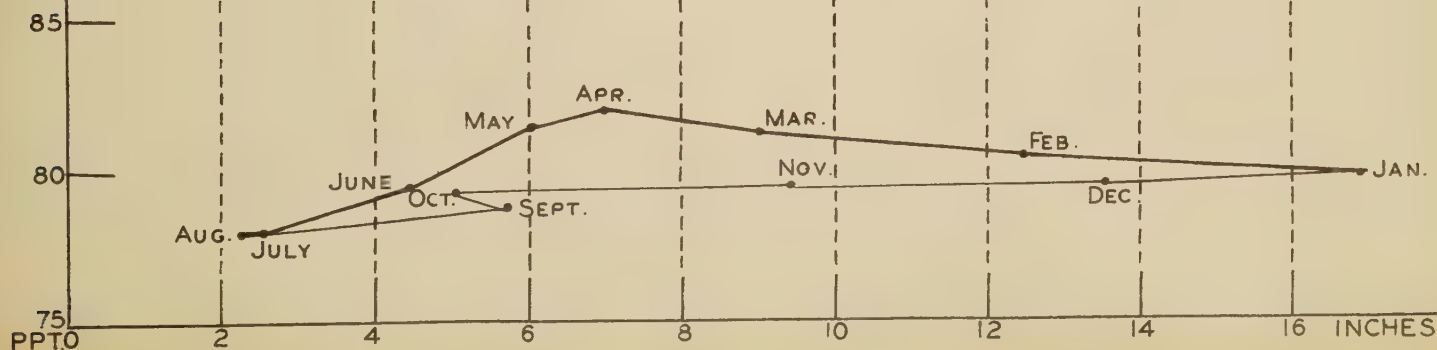 85
APR.
MAY
MAR.
FEB.
80
JUNE
NOV.
JAN.
OCT.
DEC
SEPT.
AUG.
JULY
75
PPT. 0 2 4 6 8 10 12 14 16 INCHES